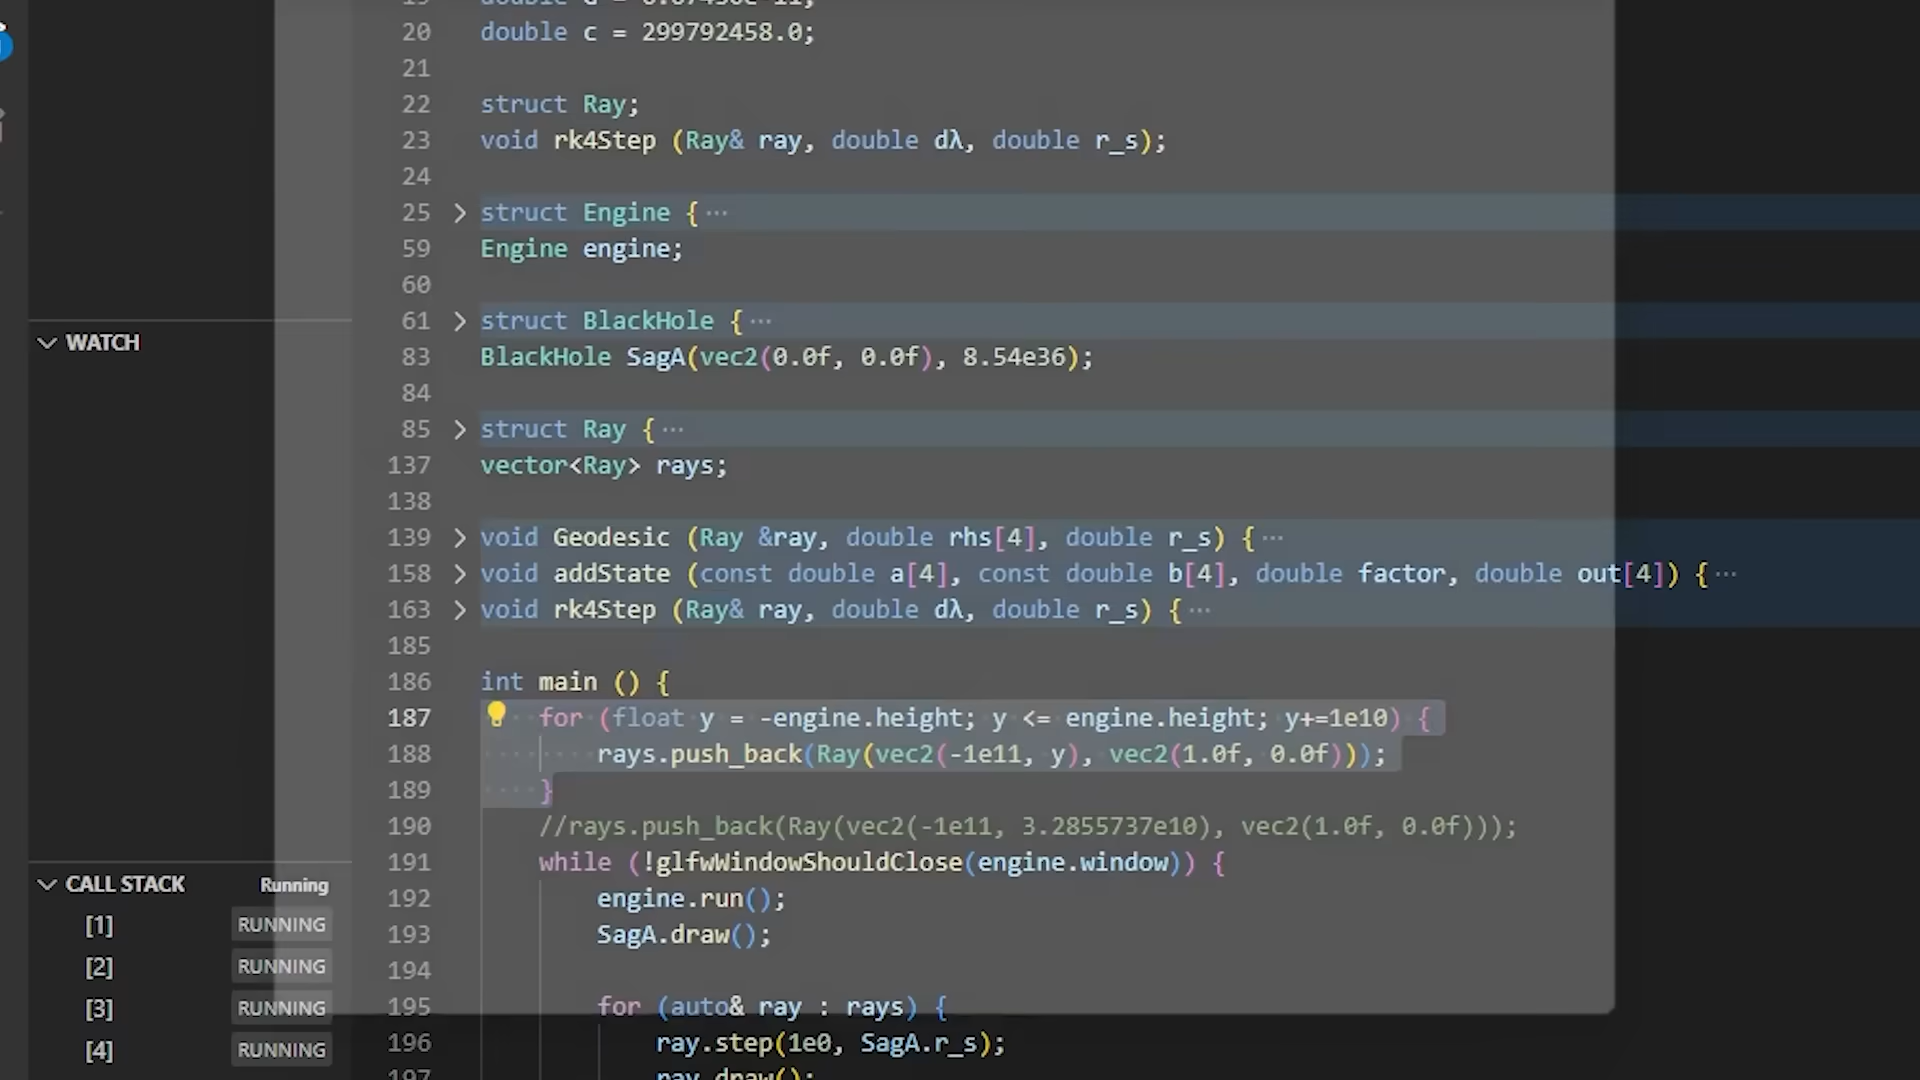 20 double c = 299792458.0;
21
22 struct Ray;
23 void rk4Step (Ray& ray, double dλ, double r_s);
24
25 struct Engine { ···
59 Engine engine;
60
61 struct BlackHole { ···
83 BlackHole SagA(vec2(0.0f, 0.0f), 8.54e36);
84
85 struct Ray { ···
137 vector<Ray> rays;
138
139 void Geodesic (Ray &ray, double rhs[4], double r_s) { ···
158 void addState (const double a[4], const double b[4], double factor, double out[4]) { ···
163 void rk4Step (Ray& ray, double dλ, double r_s) { ···
185
186 int main () {
187 for (float y = -engine.height; y <= engine.height; y+=1e10) {
188 rays.push_back(Ray(vec2(-1e11, y), vec2(1.0f, 0.0f)));
189 }
190 //rays.push_back(Ray(vec2(-1e11, 3.2855737e10), vec2(1.0f, 0.0f)));
191 while (!glfwWindowShouldClose(engine.window)) {
192 engine.run();
193 SagA.draw();
194
195 for (auto& ray : rays) {
196 ray.step(1e0, SagA.r_s);
197 ray.draw();
WATCH
CALL STACK Running
[1] RUNNING
[2] RUNNING
[3] RUNNING
[4] RUNNING